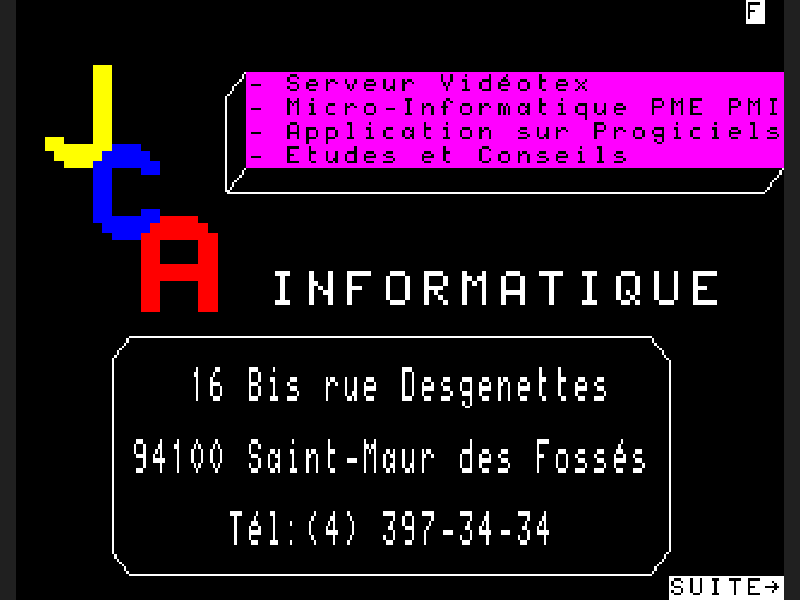 F
- Serveur Vidéotex
- Micro-Informatique PME PMI
- Application sur Progiciels
- Etudes et Conseils
JCA
INFORMATIQUE
16 Bis rue Desgenettes
94100 Saint-Maur des Fossés
Tél:(4) 397-34-34
SUITE→